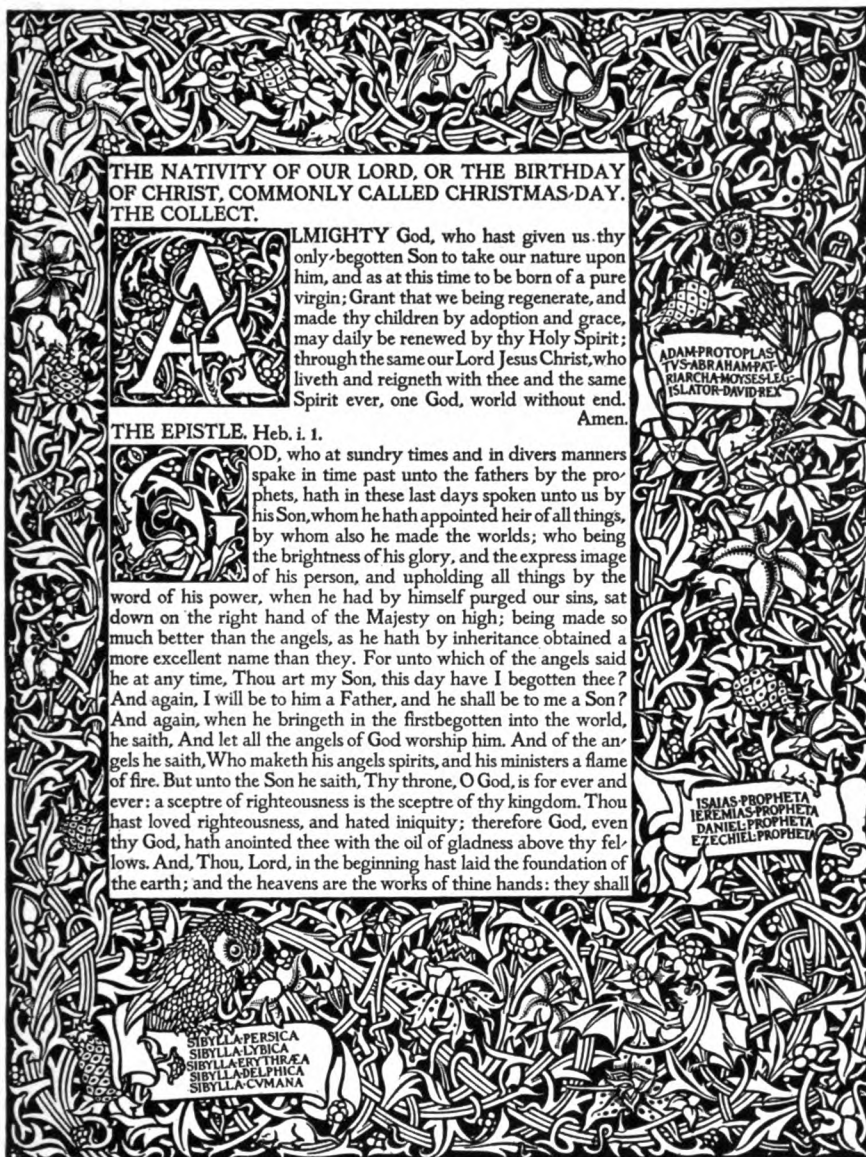 THE NATIVITY OF OUR LORD, OR THE BIRTHDAY
OF CHRIST, COMMONLY CALLED CHRISTMAS-DAY.
THE COLLECT.
ALMIGHTY God, who hast given us thy
only-begotten Son to take our nature upon
him, and as at this time to be born of a pure
virgin; Grant that we being regenerate, and
made thy children by adoption and grace,
may daily be renewed by thy Holy Spirit;
through the same our Lord Jesus Christ, who
liveth and reigneth with thee and the same
Spirit ever, one God, world without end.
Amen.
THE EPISTLE. Heb. i. 1.
GOD, who at sundry times and in divers manners
spake in time past unto the fathers by the pro-
phets, hath in these last days spoken unto us by
his Son, whom he hath appointed heir of all things,
by whom also he made the worlds; who being
the brightness of his glory, and the express image
of his person, and upholding all things by the
word of his power, when he had by himself purged our sins, sat
down on the right hand of the Majesty on high; being made so
much better than the angels, as he hath by inheritance obtained a
more excellent name than they. For unto which of the angels said
he at any time, Thou art my Son, this day have I begotten thee?
And again, I will be to him a Father, and he shall be to me a Son?
And again, when he bringeth in the firstbegotten into the world,
he saith, And let all the angels of God worship him. And of the an-
gels he saith, Who maketh his angels spirits, and his ministers a flame
of fire. But unto the Son he saith, Thy throne, O God, is for ever and
ever: a sceptre of righteousness is the sceptre of thy kingdom. Thou
hast loved righteousness, and hated iniquity; therefore God, even
thy God, hath anointed thee with the oil of gladness above thy fel-
lows. And, Thou, Lord, in the beginning hast laid the foundation of
the earth; and the heavens are the works of thine hands: they shall
ADAM·PROTOPLAS-
TVS·ABRAHAM·PAT-
RIARCHA·MOYSES·LEG-
ISLATOR·DAVID·REX
ISAIAS·PROPHETA
IEREMIAS·PROPHETA
DANIEL·PROPHETA
EZECHIEL·PROPHETA
SIBYLLA·PERSICA
SIBYLLA·LYBICA
SIBYLLA·ERYTHRÆA
SIBYLLA·DELPHICA
SIBYLLA·CVMANA